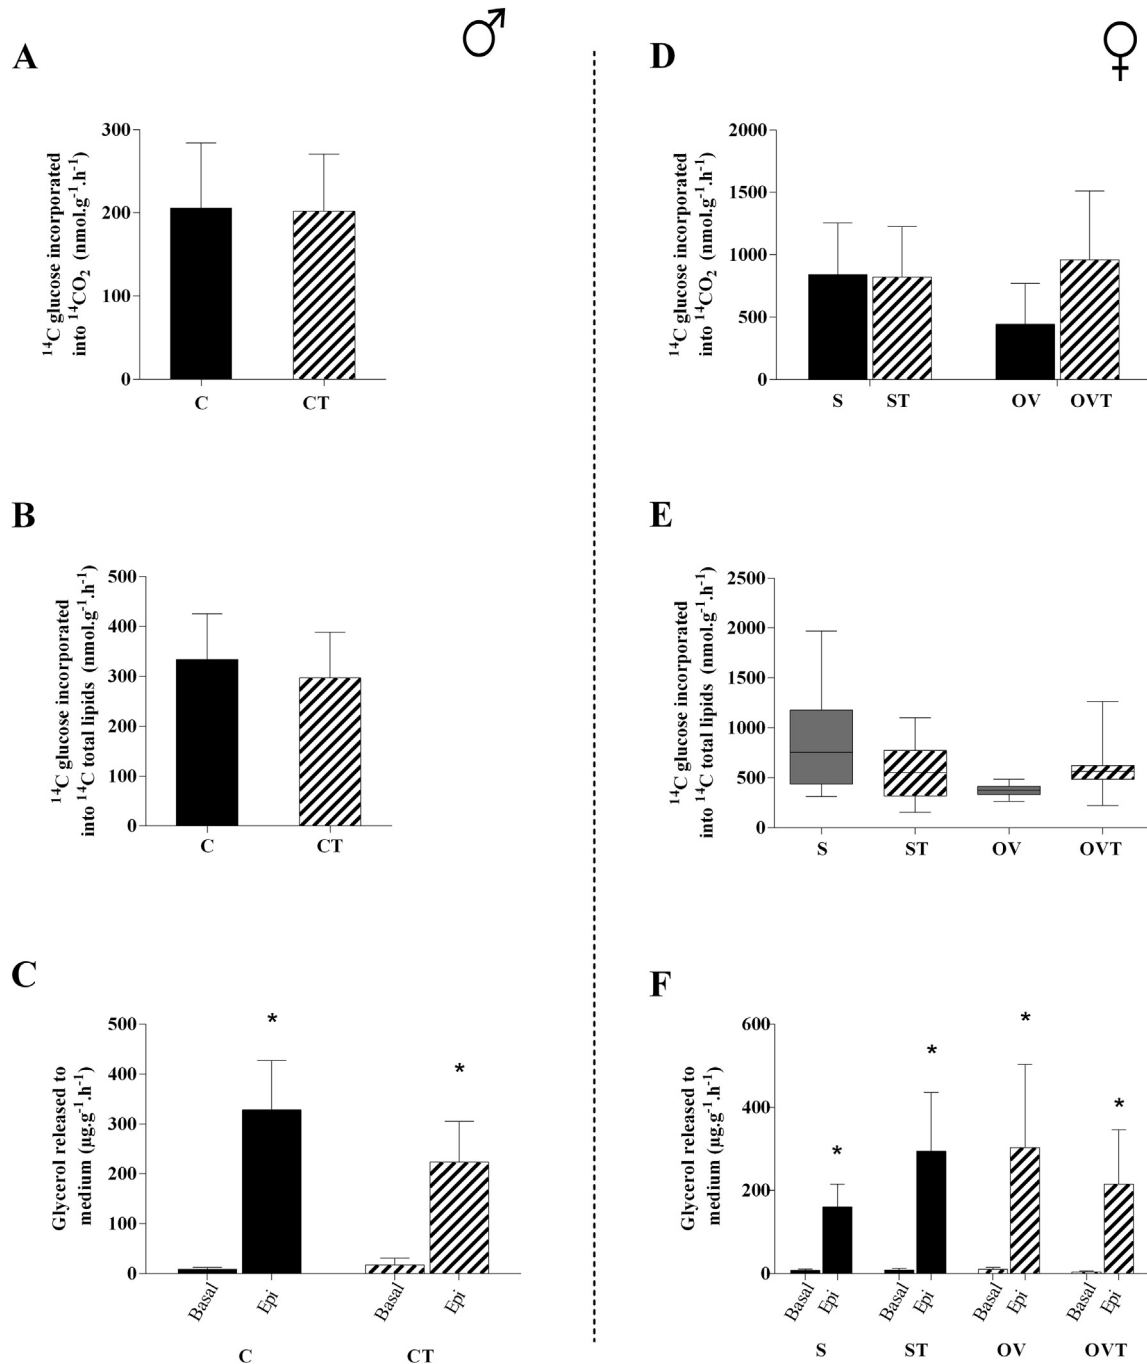 A
♂
¹⁴C glucose incorporated
into ¹⁴CO₂ (nmol.g⁻¹.h⁻¹)
300
200
100
0
C CT
B
¹⁴C glucose incorporated
into ¹⁴C total lipids (nmol.g⁻¹.h⁻¹)
500
400
300
200
100
0
C CT
C
Glycerol released to
medium (µg.g⁻¹.h⁻¹)
500
400
300
200
100
0
* *
Basal Epi Basal Epi
C CT
D
♀
¹⁴C glucose incorporated
into ¹⁴CO₂ (nmol.g⁻¹.h⁻¹)
2000
1500
1000
500
0
S ST OV OVT
E
¹⁴C glucose incorporated
into ¹⁴C total lipids (nmol.g⁻¹.h⁻¹)
2500
2000
1500
1000
500
0
S ST OV OVT
F
Glycerol released to
medium (µg.g⁻¹.h⁻¹)
600
400
200
0
* * * *
Basal Epi Basal Epi Basal Epi Basal Epi
S ST OV OVT